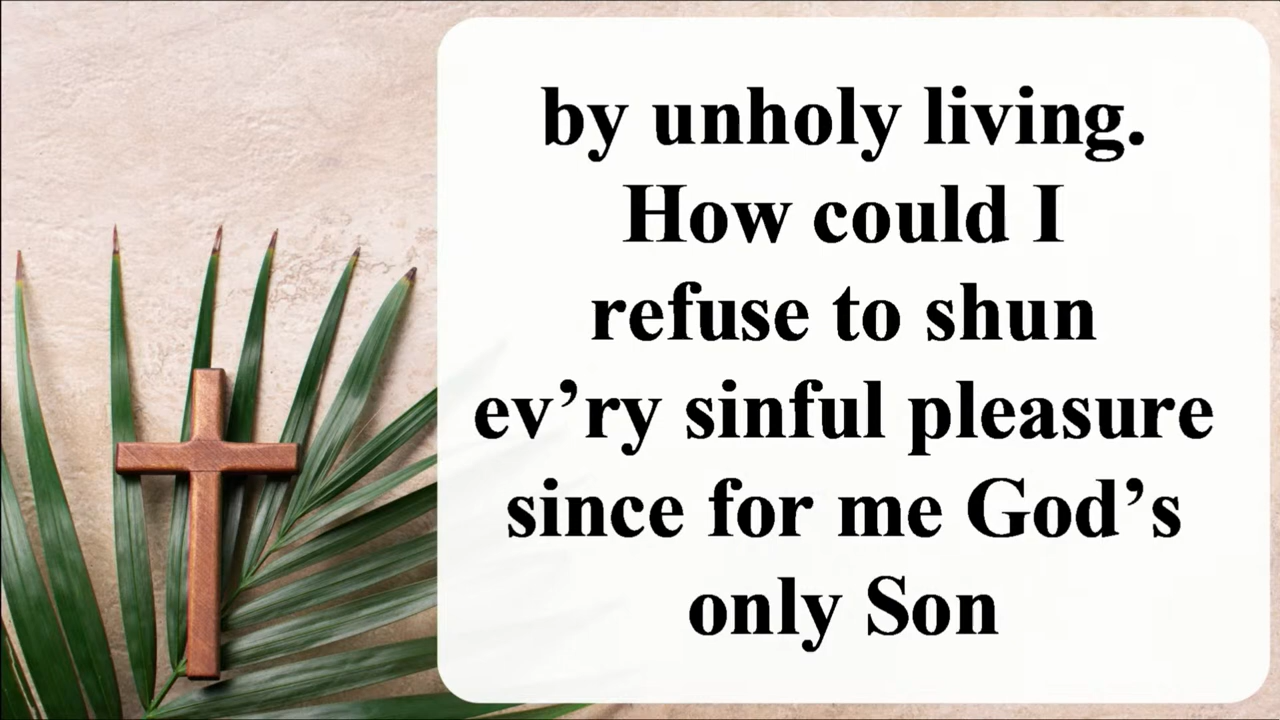 by unholy living.
How could I
refuse to shun
ev’ry sinful pleasure
since for me God’s
only Son